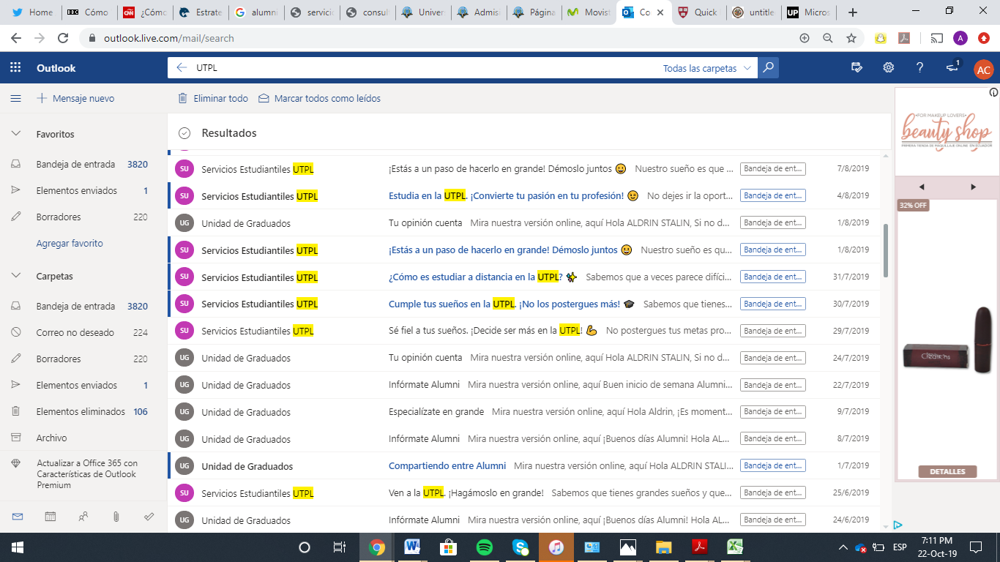 Home
BBC Cómo
CNN ¿Cómo
Estrate
alumni
servicio
consult
Univer
Admisi
Página
Movist
Co
Quick
untitle
UP Micros
outlook.live.com/mail/search
A
Outlook
UTPL
Todas las carpetas
1
AC
Mensaje nuevo
Eliminar todo
Marcar todos como leídos
Favoritos
Bandeja de entrada 3820
Elementos enviados 1
Borradores 220
Agregar favorito
Carpetas
Bandeja de entrada 3820
Correo no deseado 224
Borradores 220
Elementos enviados 1
Elementos eliminados 106
Archivo
Actualizar a Office 365 con
Características de Outlook
Premium
Resultados
SU Servicios Estudiantiles UTPL ¡Estás a un paso de hacerlo en grande! Démoslo juntos 😀 Nuestro sueño es que ... Bandeja de ent... 7/8/2019
SU Servicios Estudiantiles UTPL Estudia en la UTPL. ¡Convierte tu pasión en tu profesión! 😉 No dejes ir la oport... Bandeja de ent... 4/8/2019
UG Unidad de Graduados Tu opinión cuenta Mira nuestra versión online, aquí Hola ALDRIN STALIN, Si no d... Bandeja de ent... 1/8/2019
SU Servicios Estudiantiles UTPL ¡Estás a un paso de hacerlo en grande! Démoslo juntos 😀 Nuestro sueño es qu... Bandeja de ent... 1/8/2019
SU Servicios Estudiantiles UTPL ¿Cómo es estudiar a distancia en la UTPL? ✨ Sabemos que a veces parece difíci... Bandeja de ent... 31/7/2019
SU Servicios Estudiantiles UTPL Cumple tus sueños en la UTPL. ¡No los postergues más! 🎓 Sabemos que tienes... Bandeja de ent... 30/7/2019
SU Servicios Estudiantiles UTPL Sé fiel a tus sueños. ¡Decide ser más en la UTPL! 💪 No postergues tus metas pro... Bandeja de ent... 29/7/2019
UG Unidad de Graduados Tu opinión cuenta Mira nuestra versión online, aquí Hola ALDRIN STALIN, Si no d... Bandeja de ent... 24/7/2019
UG Unidad de Graduados Infórmate Alumni Mira nuestra versión online, aquí Buen inicio de semana Alumni... Bandeja de ent... 22/7/2019
UG Unidad de Graduados Especialízate en grande Mira nuestra versión online, aquí Hola Aldrin, ¡Es moment... Bandeja de ent... 9/7/2019
UG Unidad de Graduados Infórmate Alumni Mira nuestra versión online, aquí ¡Buenos días Alumni! Hola AL... Bandeja de ent... 8/7/2019
UG Unidad de Graduados Compartiendo entre Alumni Mira nuestra versión online, aquí Hola ALDRIN STALI... Bandeja de ent... 1/7/2019
SU Servicios Estudiantiles UTPL Ven a la UTPL. ¡Hagámoslo en grande! Sabemos que tienes grandes sueños y que... Bandeja de ent... 25/6/2019
UG Unidad de Graduados Infórmate Alumni Mira nuestra versión online, aquí ¡Buenos días Alumni! Hola AL... Bandeja de ent... 24/6/2019
•FOR MAKEUP LOVERS•
beauty shop
PRIMERA TIENDA DE MAQUILLAJE ONLINE EN ECUADOR
32% OFF
Creations
DETALLES
ESP
7:11 PM
22-Oct-19